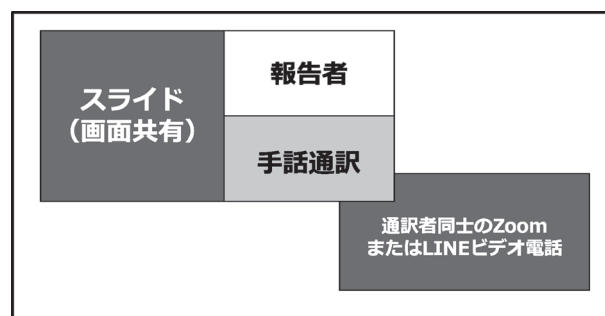 スライド
（画面共有）
報告者
手話通訳
通訳者同士のZoom
またはLINEビデオ電話